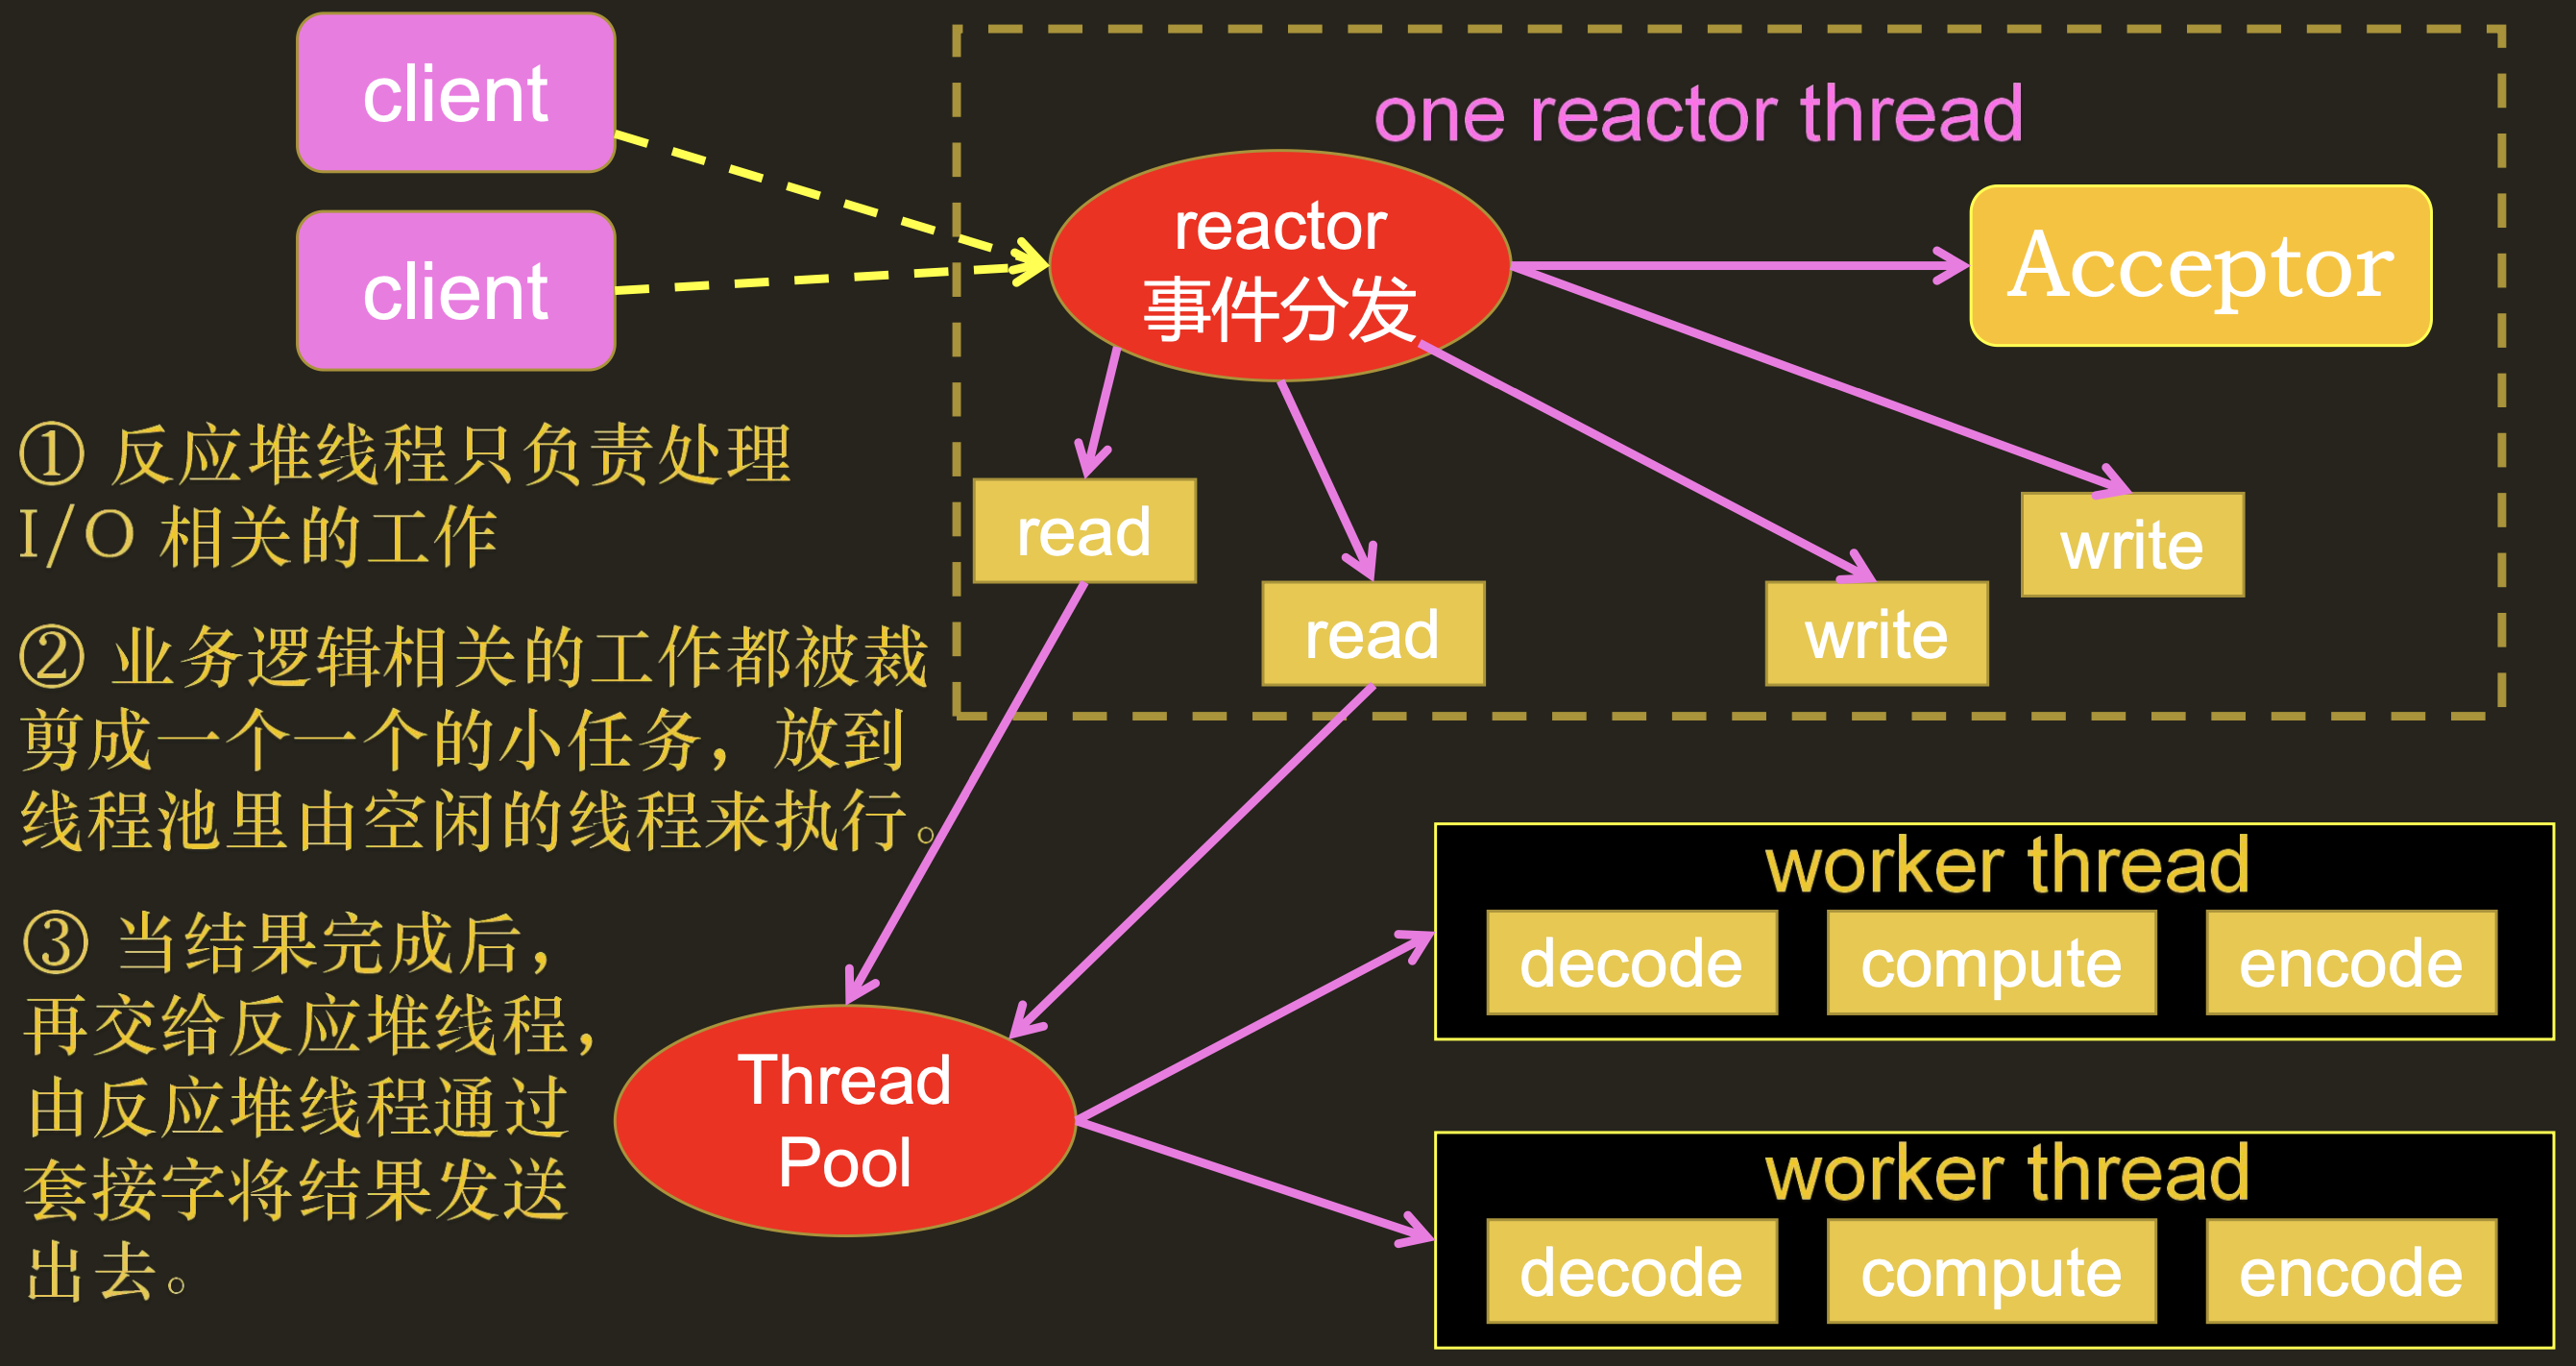 client
client
one reactor thread
reactor
事件分发
Acceptor
① 反应堆线程只负责处理
I/O 相关的工作
read
read
write
write
② 业务逻辑相关的工作都被裁
剪成一个一个的小任务，放到
线程池里由空闲的线程来执行。
③ 当结果完成后，
再交给反应堆线程，
由反应堆线程通过
套接字将结果发送
出去。
Thread
Pool
worker thread
decode
compute
encode
worker thread
decode
compute
encode